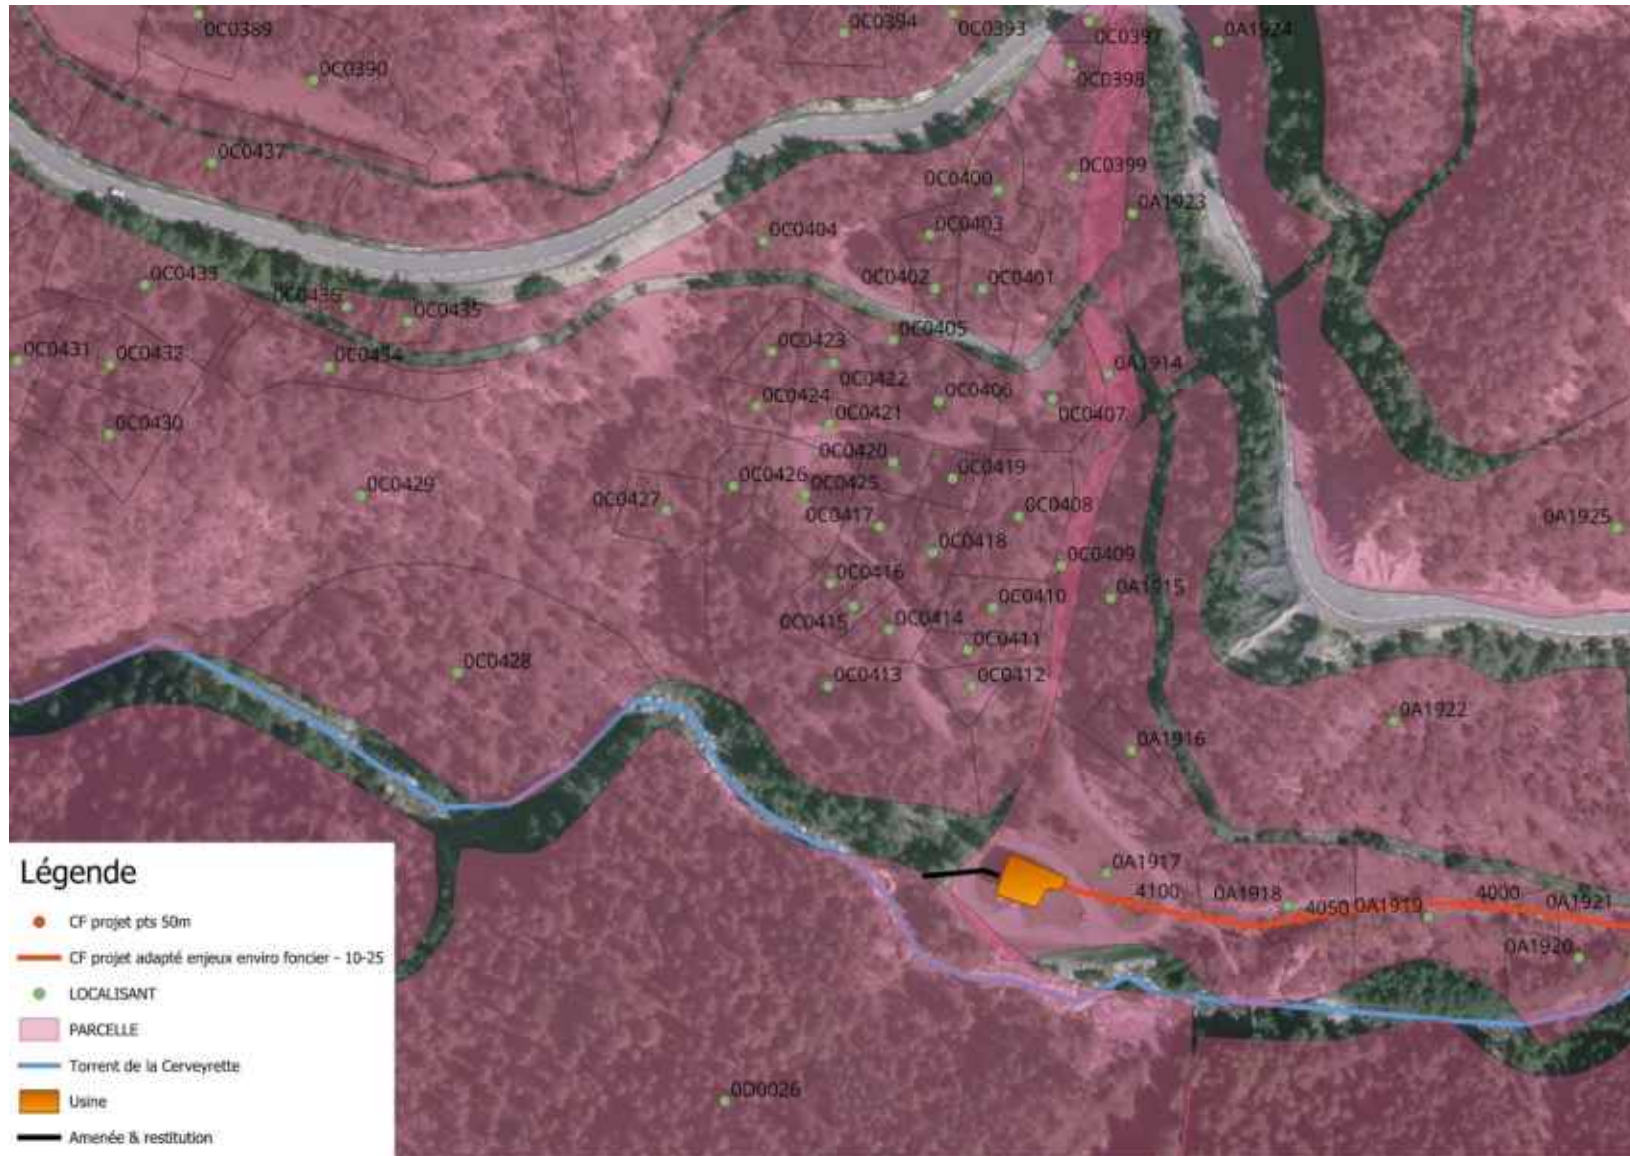 0C0389
0C0394
0C0393
0C0397
0A1924
0C0390
0C0398
0C0437
0C0400
0C0399
0C0403
0A1923
0C0404
0C0433
0C0402
0C0401
0C0436
0C0435
0C0405
0C0431
0C0432
0C0434
0C0423
0C0422
0A1914
0C0424
0C0406
0C0407
0C0421
0C0430
0C0420
0C0419
0C0429
0C0427
0C0426
0C0425
0C0408
0C0417
0A1925
0C0418
0C0409
0C0416
0A1915
0C0415
0C0414
0C0410
0C0411
0C0428
0C0413
0C0412
0A1922
0A1916
0A1917
4100
0A1918
4050
0A1919
4000
0A1921
0A1920
0D0026
Légende
CF projet pts 50m
CF projet adapté enjeux enviro foncier - 10-25
LOCALISANT
PARCELLE
Torrent de la Cerveyrette
Usine
Amenée & restitution